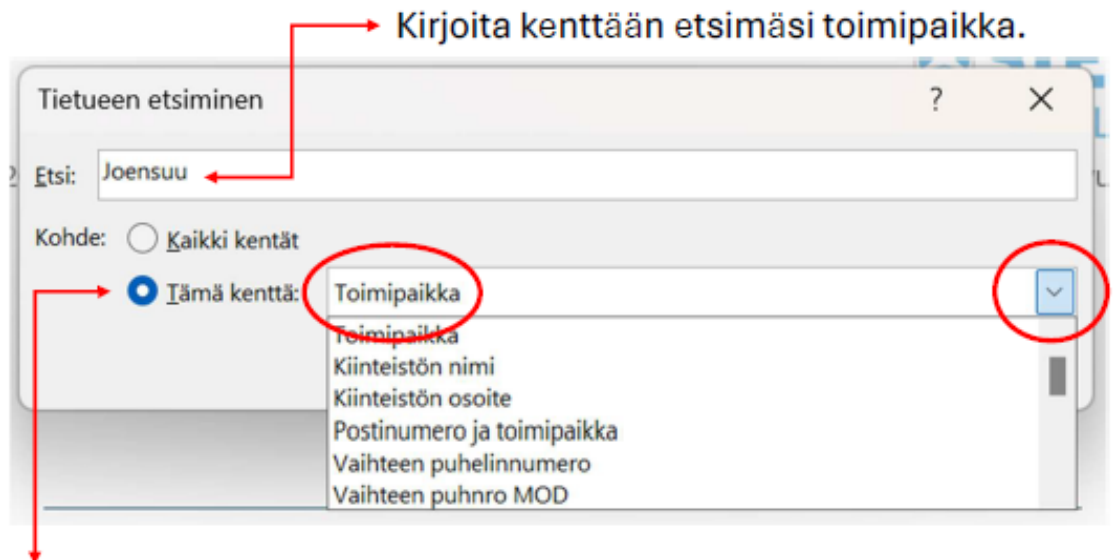 Kirjoita kenttään etsimäsi toimipaikka.
Tietueen etsiminen ?
Etsi: Joensuu
Kohde: Kaikki kentät
Tämä kenttä: Toimipaikka
Toimipaikka
Kiinteistön nimi
Kiinteistön osoite
Postinumero ja toimipaikka
Vaihteen puhelinnumero
Vaihteen puhnro MOD